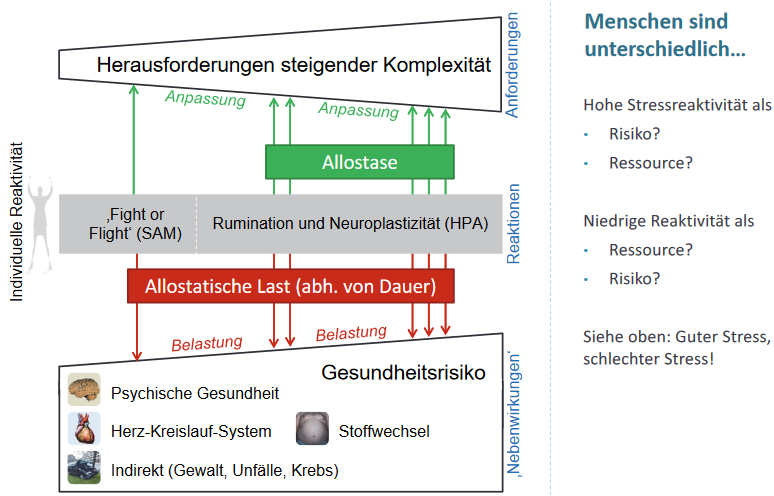 Herausforderungen steigender Komplexität
Anpassung
Anpassung
Anforderungen
Allostase
Individuelle Reaktivität
‚Fight or
Flight‘ (SAM)
Rumination und Neuroplastizität (HPA)
Reaktionen
Allostatische Last (abh. von Dauer)
Belastung
Belastung
Gesundheitsrisiko
Psychische Gesundheit
Herz-Kreislauf-System
Stoffwechsel
Indirekt (Gewalt, Unfälle, Krebs)
‚Nebenwirkungen‘
Menschen sind
unterschiedlich…
Hohe Stressreaktivität als
• Risiko?
• Ressource?
Niedrige Reaktivität als
• Ressource?
• Risiko?
Siehe oben: Guter Stress,
schlechter Stress!